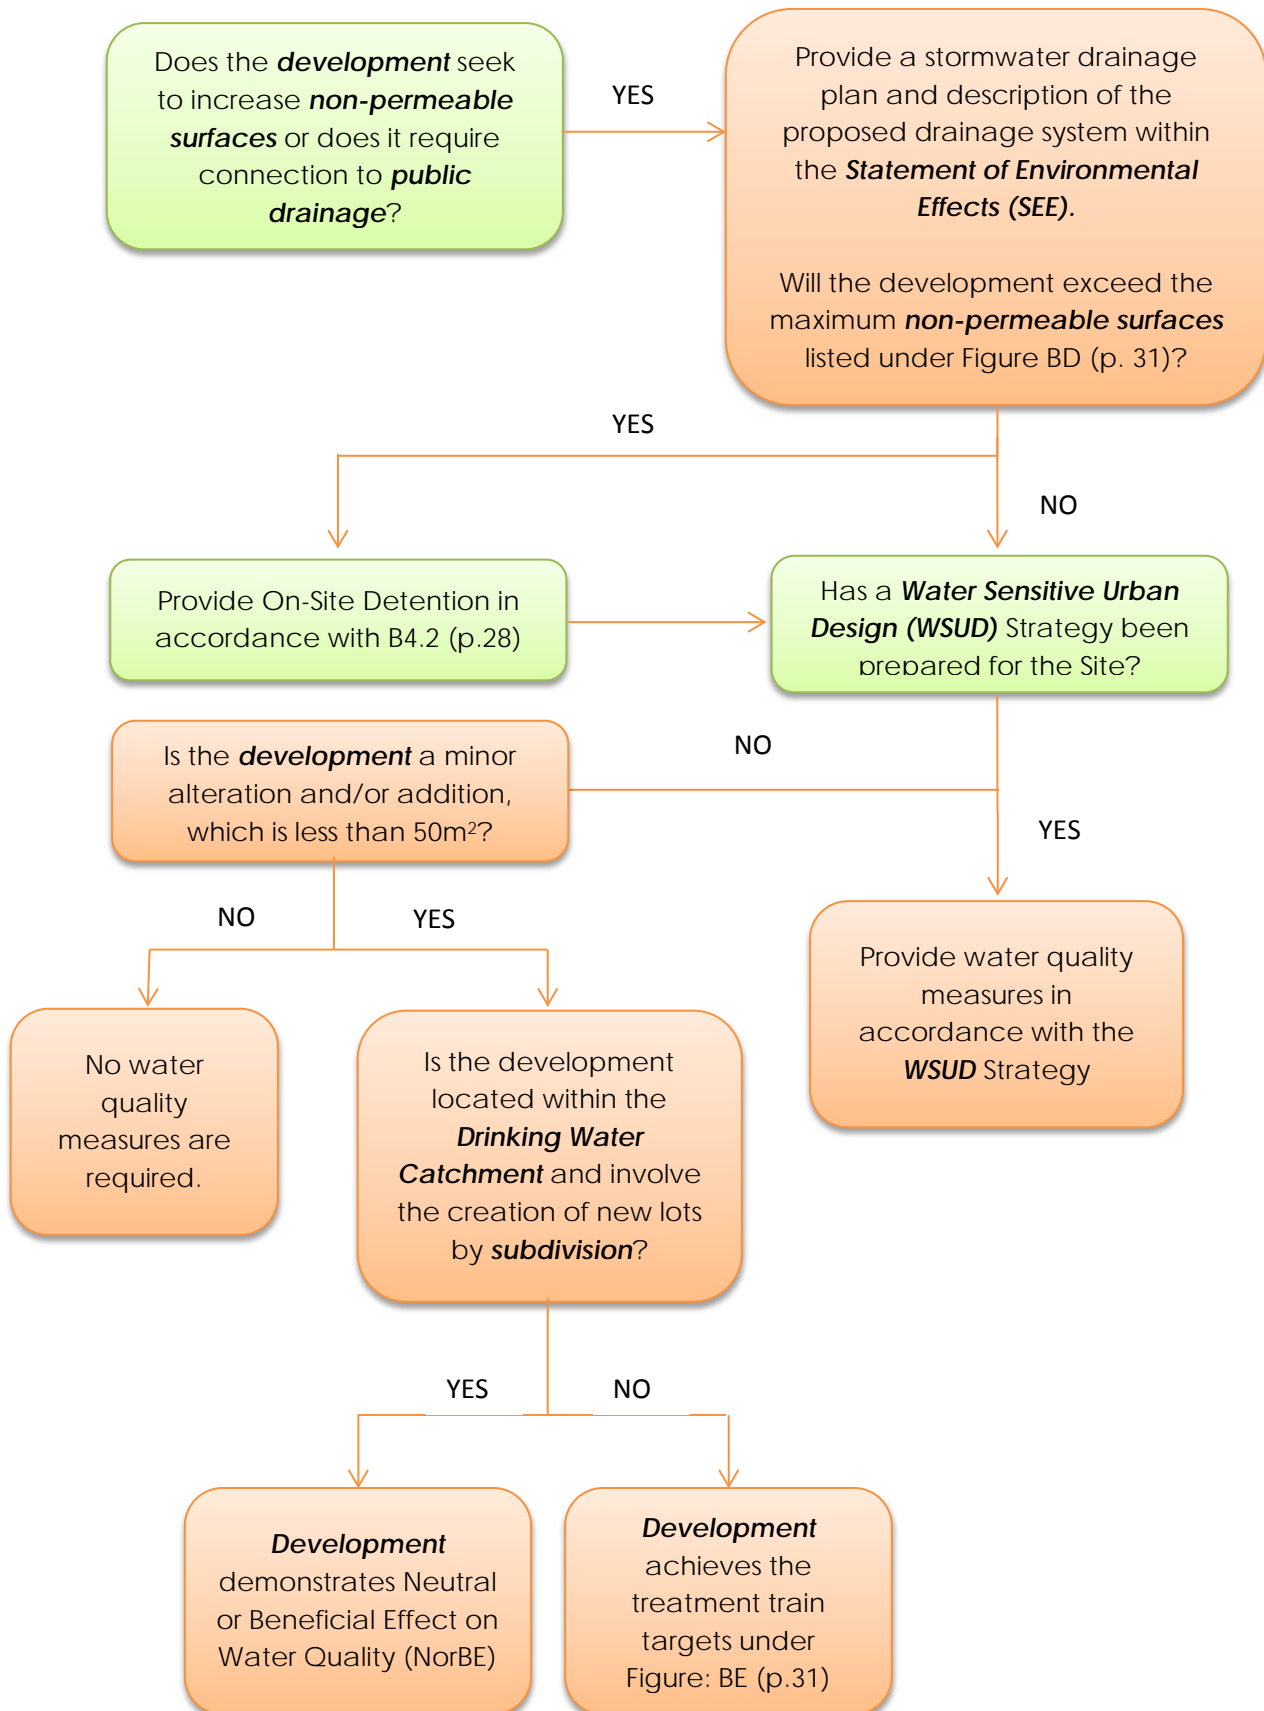 Does the development seek
to increase non-permeable
surfaces or does it require
connection to public
drainage?
YES
Provide a stormwater drainage
plan and description of the
proposed drainage system within
the Statement of Environmental
Effects (SEE).
Will the development exceed the
maximum non-permeable surfaces
listed under Figure BD (p. 31)?
YES
NO
Provide On-Site Detention in
accordance with B4.2 (p.28)
Has a Water Sensitive Urban
Design (WSUD) Strategy been
prepared for the Site?
NO
YES
Is the development a minor
alteration and/or addition,
which is less than 50m²?
NO
YES
Provide water quality
measures in
accordance with the
WSUD Strategy
No water
quality
measures are
required.
Is the development
located within the
Drinking Water
Catchment and involve
the creation of new lots
by subdivision?
YES
NO
Development
demonstrates Neutral
or Beneficial Effect on
Water Quality (NorBE)
Development
achieves the
treatment train
targets under
Figure: BE (p.31)